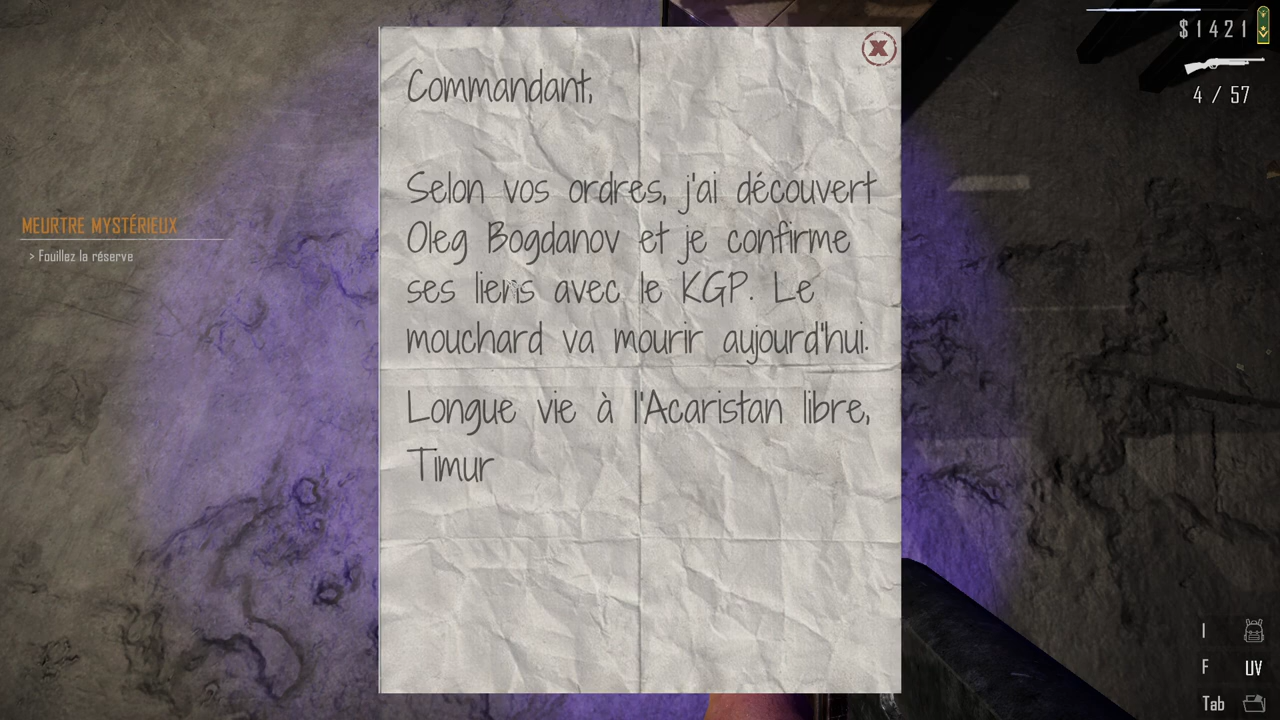 $1421
4 / 57
MEURTRE MYSTÉRIEUX
> Fouillez la réserve
X
Commandant,
Selon vos ordres, j'ai découvert
Oleg Bogdanov et je confirme
ses liens avec le KGP. Le
mouchard va mourir aujourd'hui.
Longue vie à l'Acaristan libre,
Timur
I
F UV
Tab